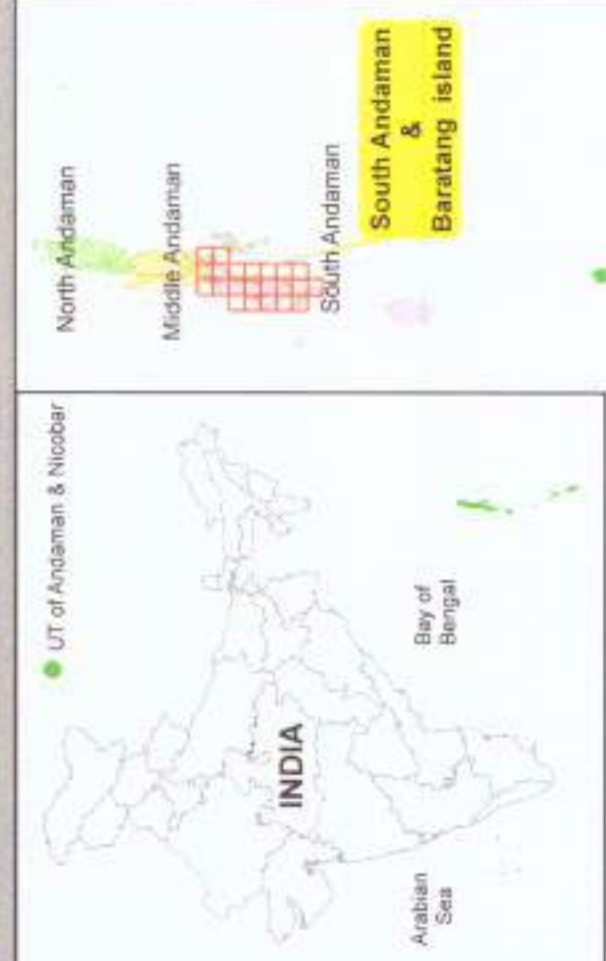 UT of Andaman & Nicobar
INDIA
Arabian
Sea
Bay of
Bengal
North Andaman
Middle Andaman
South Andaman
South Andaman
&
Baratang island